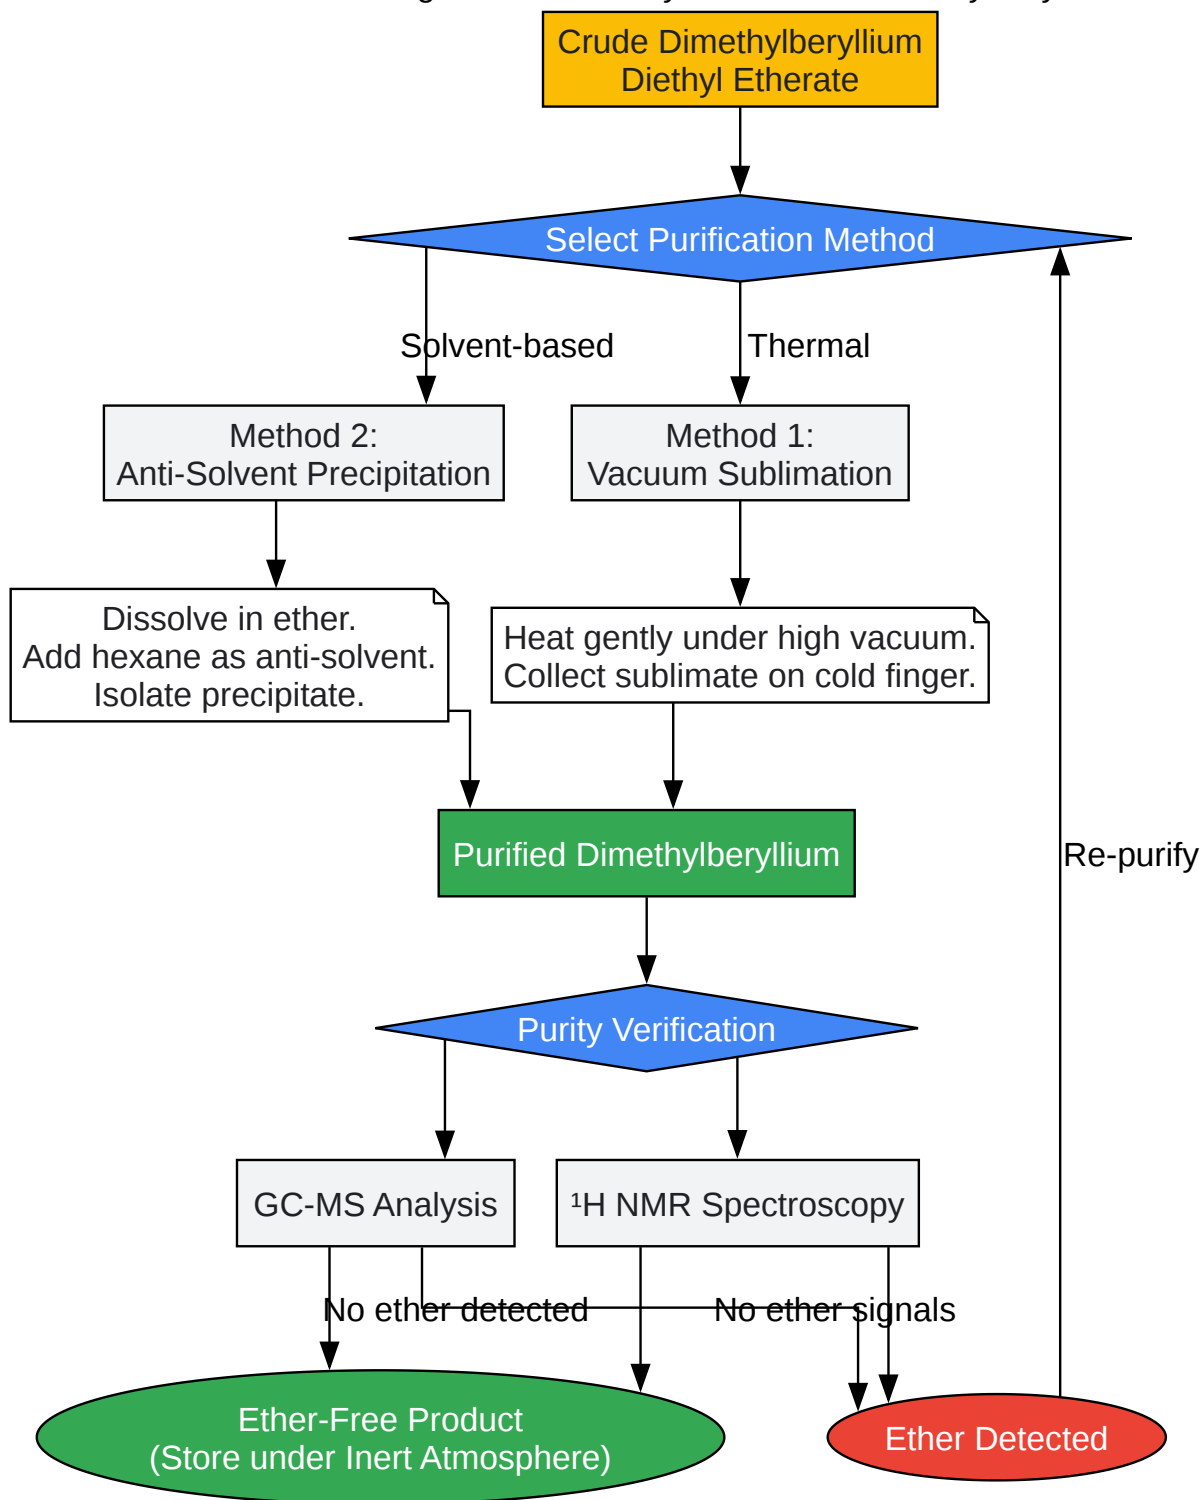 Crude Dimethylberyllium
Diethyl Etherate
Select Purification Method
Solvent-based
Thermal
Method 2:
Anti-Solvent Precipitation
Method 1:
Vacuum Sublimation
Dissolve in ether.
Add hexane as anti-solvent.
Isolate precipitate.
Heat gently under high vacuum.
Collect sublimate on cold finger.
Purified Dimethylberyllium
Re-purify
Purity Verification
GC-MS Analysis
¹H NMR Spectroscopy
No ether detected
No ether signals
Ether-Free Product
(Store under Inert Atmosphere)
Ether Detected